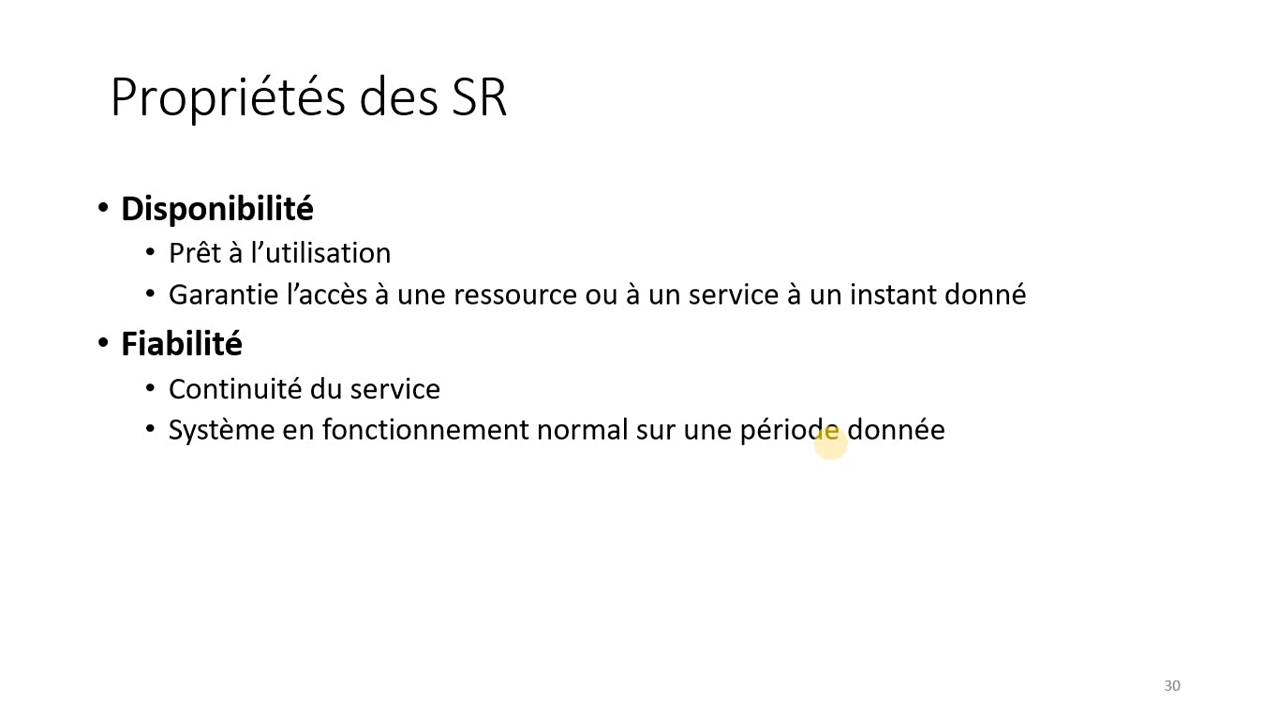 Propriétés des SR
• Disponibilité
• Prêt à l’utilisation
• Garantie l’accès à une ressource ou à un service à un instant donné
• Fiabilité
• Continuité du service
• Système en fonctionnement normal sur une période donnée
30